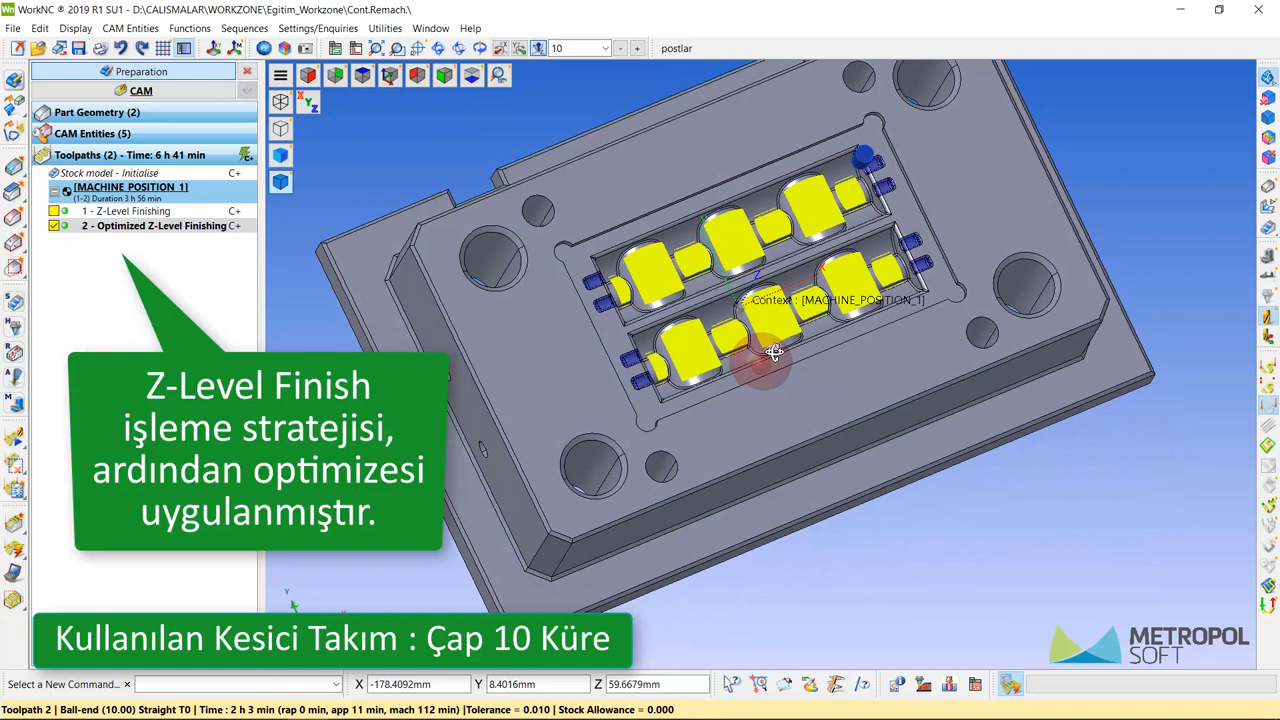 WorkNC ® 2019 R1 SU1 - D:\CALISMALAR\WORKZONE\Egitim_Workzone\Cont.Remach.\
File Edit Display CAM Entities Functions Sequences Settings/Enquiries Utilities Window Help
10 - + postlar
Preparation
CAM
Part Geometry (2)
CAM Entities (5)
Toolpaths (2) - Time: 6 h 41 min
Stock model - Initialise C+
[MACHINE_POSITION_1]
(1-2) Duration 3 h 56 min
1 - Z-Level Finishing C+
2 - Optimized Z-Level Finishing C+
Z
X
Context : [MACHINE_POSITION_1]
Z-Level Finish
işleme stratejisi,
ardından optimizesi
uygulanmıştır.
Y
Kullanılan Kesici Takım : Çap 10 Küre
METROPOL
SOFT
Select a New Command... X -178.4092mm Y 8.4016mm Z 59.6679mm
Toolpath 2 | Ball-end (10.00) Straight T0 | Time : 2 h 3 min (rap 0 min, app 11 min, mach 112 min) |Tolerance = 0.010 | Stock Allowance = 0.000